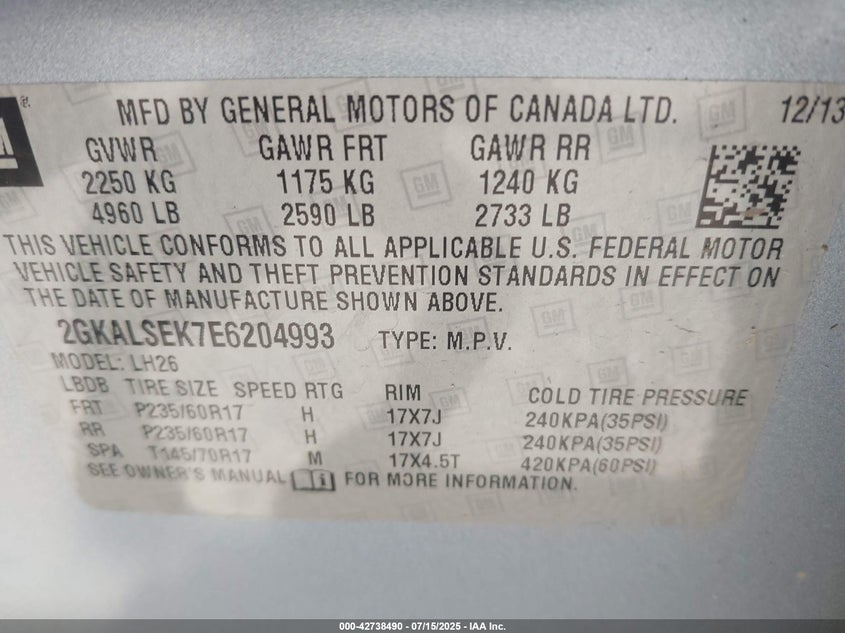 MFD BY GENERAL MOTORS OF CANADA LTD. 12/13
GVWR GAWR FRT GAWR RR
2250 KG 1175 KG 1240 KG
4960 LB 2590 LB 2733 LB
THIS VEHICLE CONFORMS TO ALL APPLICABLE U.S. FEDERAL MOTOR
VEHICLE SAFETY AND THEFT PREVENTION STANDARDS IN EFFECT ON
THE DATE OF MANUFACTURE SHOWN ABOVE.
2GKALSEK7E6204993 TYPE: M.P.V.
MODEL: LH26
LBDB TIRE SIZE SPEED RTG RIM COLD TIRE PRESSURE
FRT P235/60R17 H 17X7J 240KPA(35PSI)
RR P235/60R17 H 17X7J 240KPA(35PSI)
SPA T145/70R17 M 17X4.5T 420KPA(60PSI)
SEE OWNER'S MANUAL FOR MORE INFORMATION.
000-42738490 - 07/15/2025 - IAA Inc.